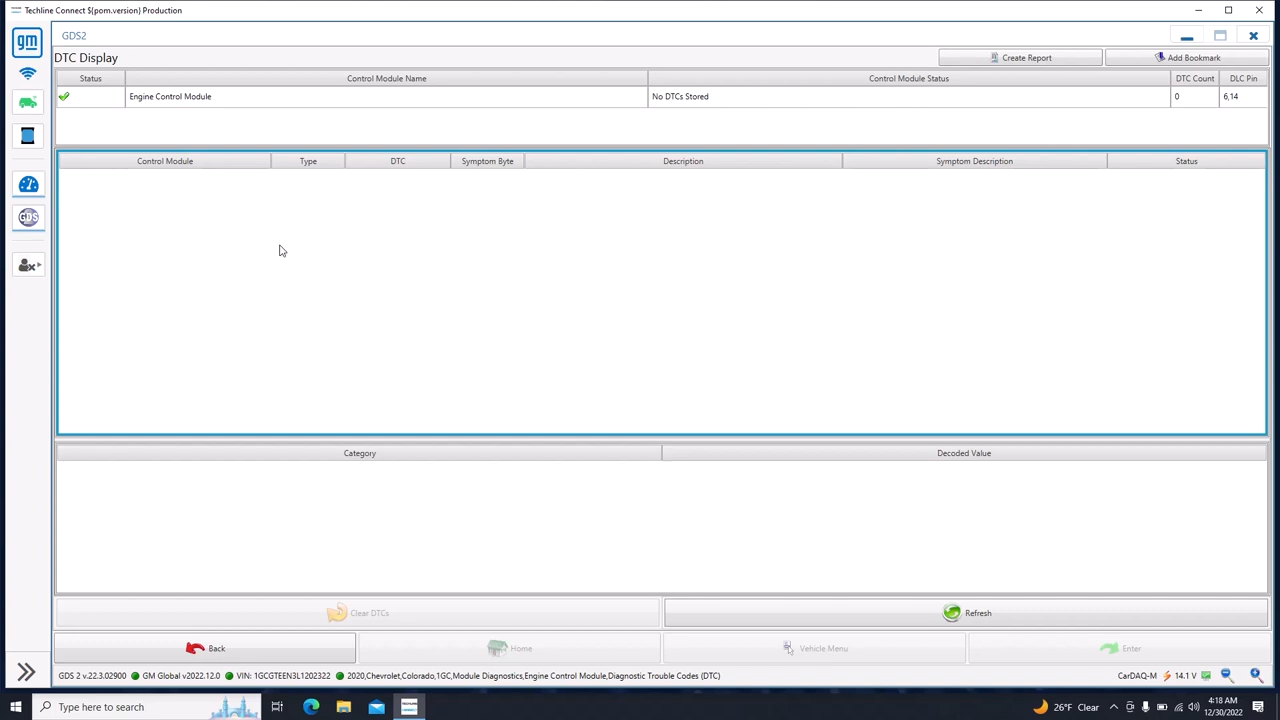 Techline Connect $(pom.version) Production
gm
GDS2
DTC Display
Create Report
Add Bookmark
Status Control Module Name Control Module Status DTC Count DLC Pin
Engine Control Module No DTCs Stored 0 6,14
Control Module Type DTC Symptom Byte Description Symptom Description Status
GDS
Category Decoded Value
Clear DTCs Refresh
Back Home Vehicle Menu Enter
GDS 2 v.22.3.02900 GM Global v2022.12.0 VIN: 1GCGTEEN3L1202322 2020,Chevrolet,Colorado,1GC,Module Diagnostics,Engine Control Module,Diagnostic Trouble Codes (DTC) CarDAQ-M 14.1 V
Type here to search 26°F Clear 4:18 AM
12/30/2022